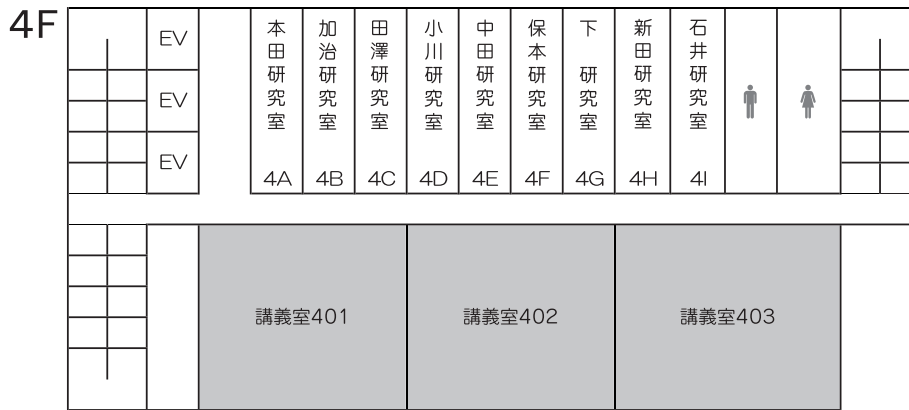 4F
EV
EV
EV
本田研究室
4A
加治研究室
4B
田澤研究室
4C
小川研究室
4D
中田研究室
4E
保本研究室
4F
下　研究室
4G
新田研究室
4H
石井研究室
4I
講義室401
講義室402
講義室403